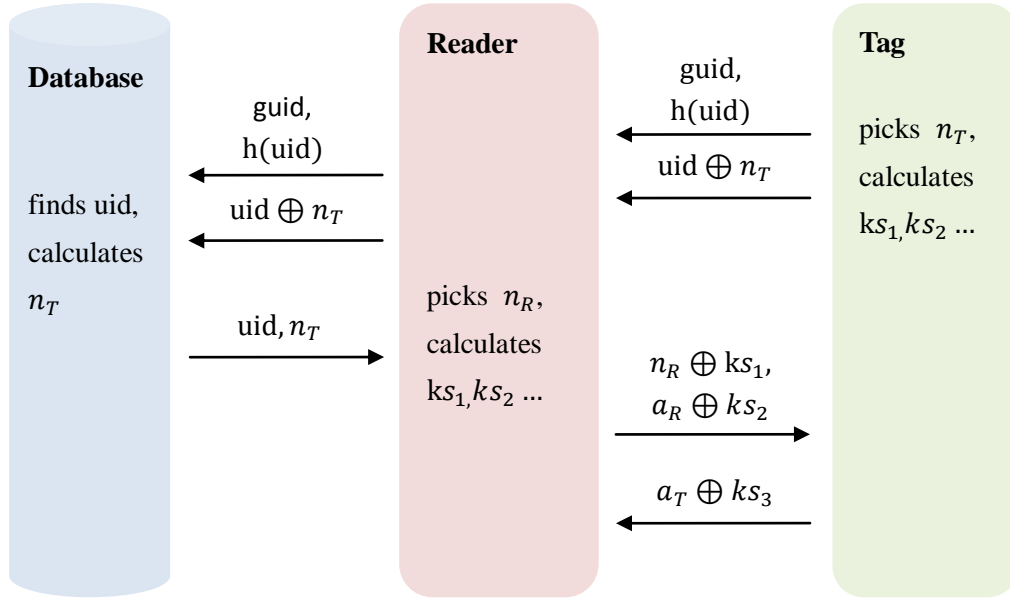 Database
finds uid,
calculates
n_T
guid,
h(uid)
uid ⊕ n_T
uid, n_T
Reader
picks n_R,
calculates
ks_1, ks_2 ...
guid,
h(uid)
uid ⊕ n_T
n_R ⊕ ks_1,
a_R ⊕ ks_2
a_T ⊕ ks_3
Tag
picks n_T,
calculates
ks_1, ks_2 ...